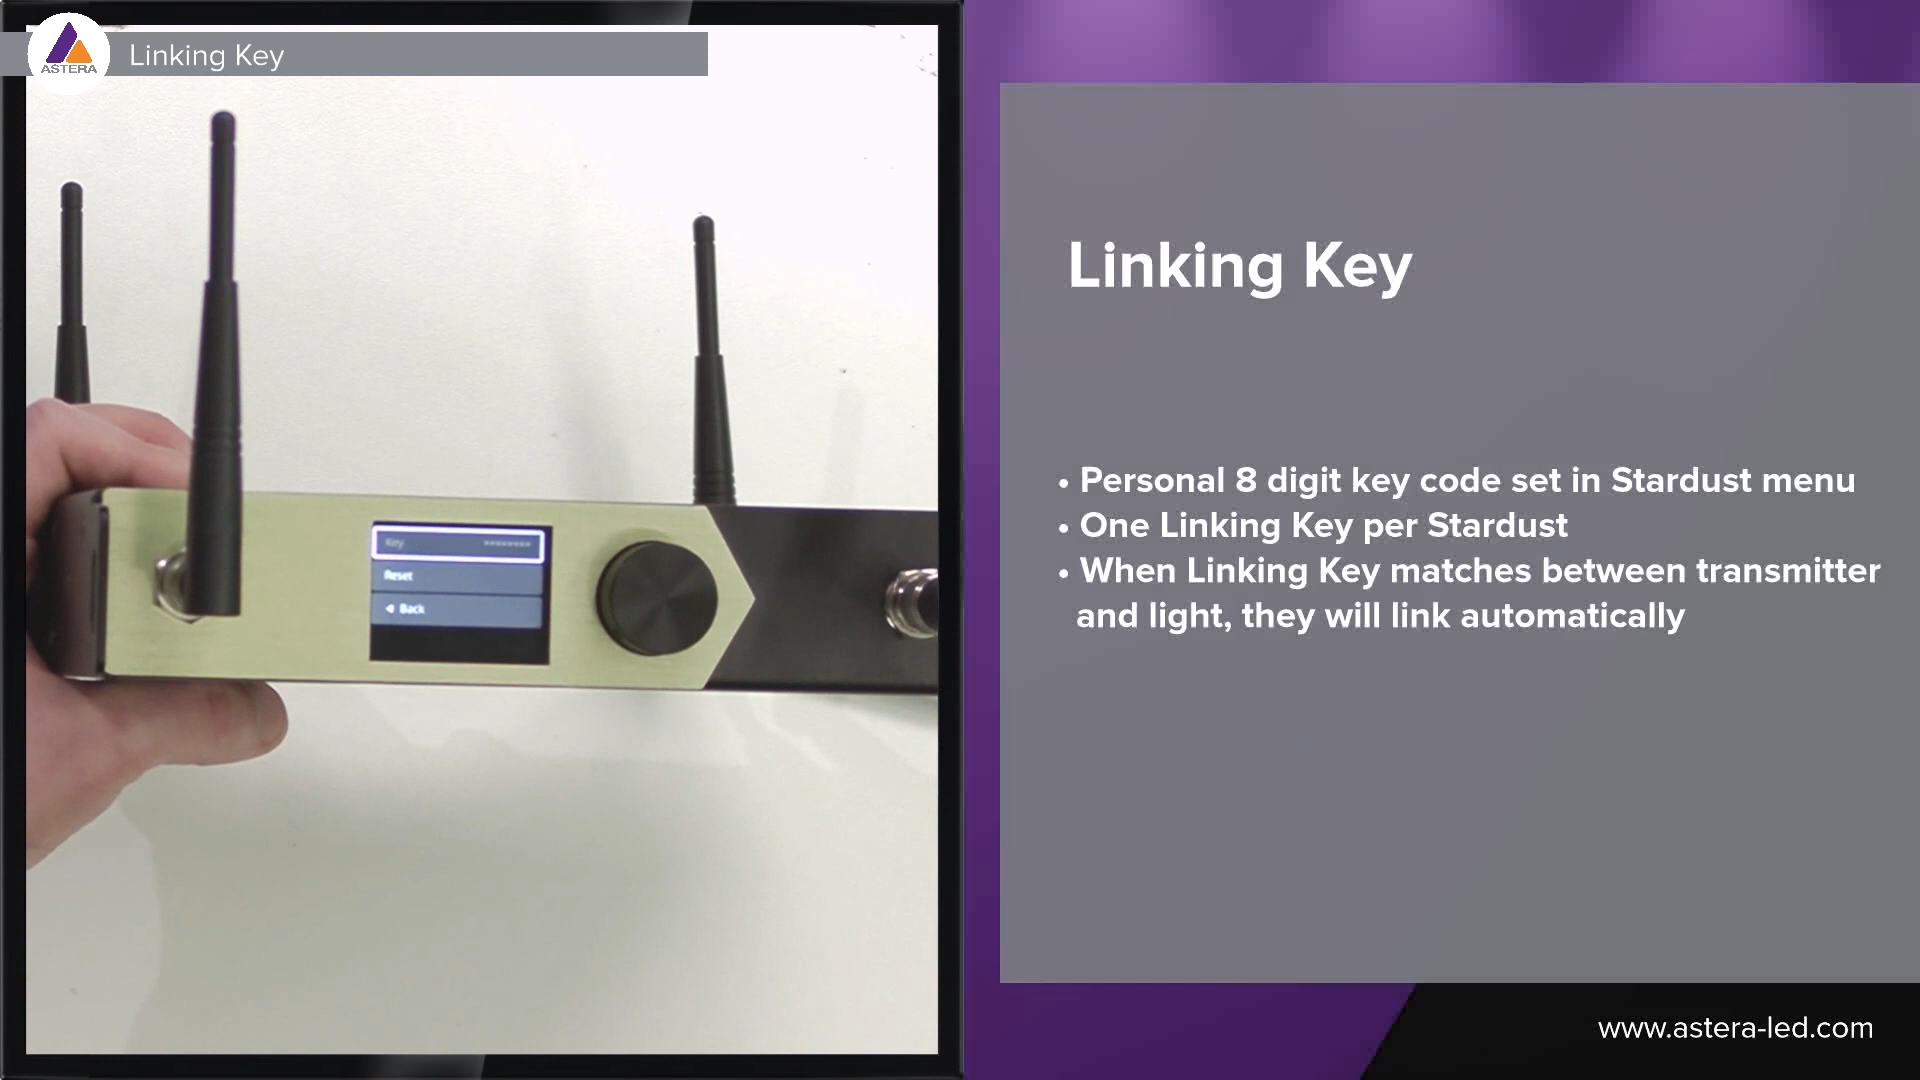 ASTERA
Linking Key
Key ********
Reset
Back
Linking Key
• Personal 8 digit key code set in Stardust menu
• One Linking Key per Stardust
• When Linking Key matches between transmitter
and light, they will link automatically
www.astera-led.com